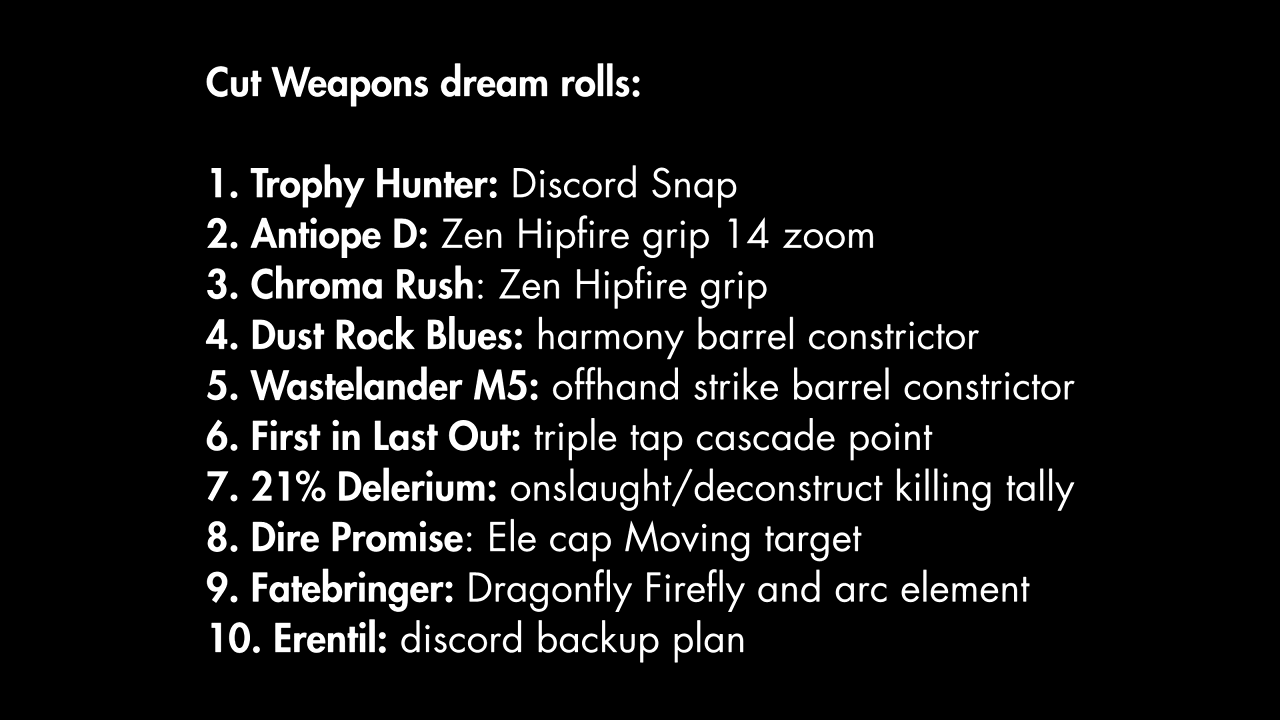 Cut Weapons dream rolls:
1. Trophy Hunter: Discord Snap
2. Antiope D: Zen Hipfire grip 14 zoom
3. Chroma Rush: Zen Hipfire grip
4. Dust Rock Blues: harmony barrel constrictor
5. Wastelander M5: offhand strike barrel constrictor
6. First in Last Out: triple tap cascade point
7. 21% Delerium: onslaught/deconstruct killing tally
8. Dire Promise: Ele cap Moving target
9. Fatebringer: Dragonfly Firefly and arc element
10. Erentil: discord backup plan